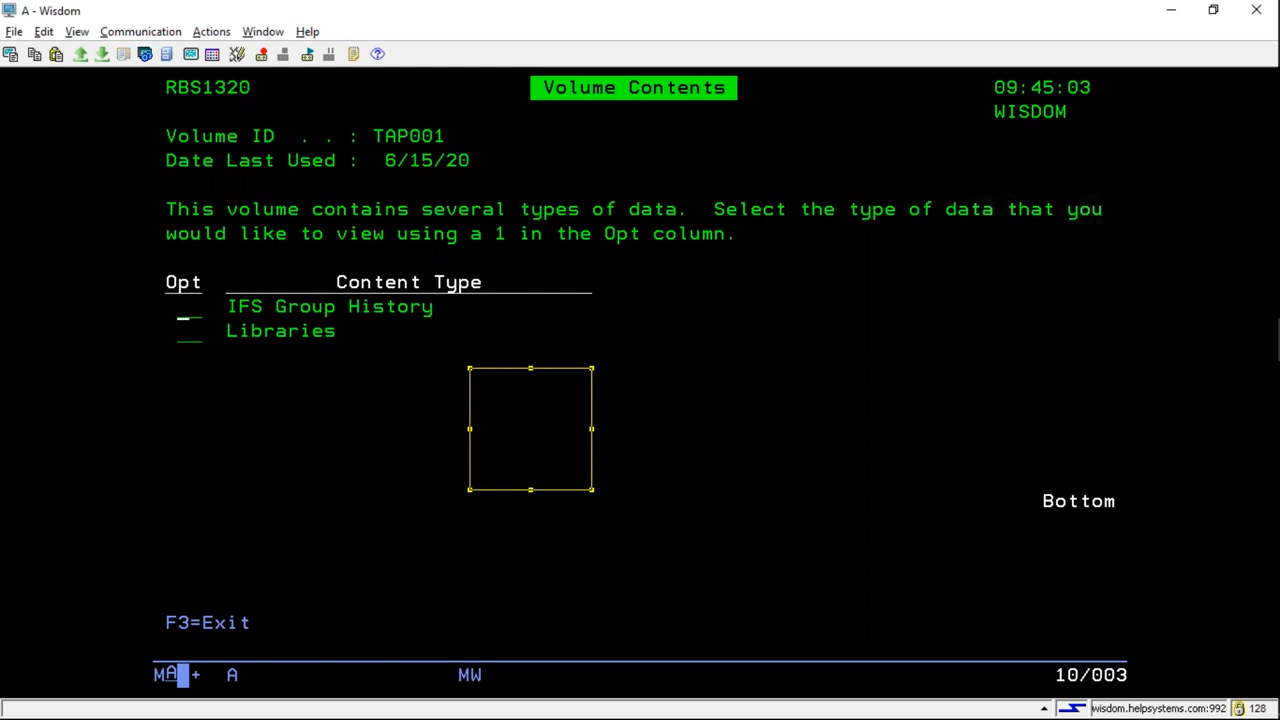 A - Wisdom
File Edit View Communication Actions Window Help
RBS1320 Volume Contents 09:45:03
WISDOM
Volume ID . . : TAP001
Date Last Used : 6/15/20
This volume contains several types of data. Select the type of data that you
would like to view using a 1 in the Opt column.
Opt Content Type
IFS Group History
Libraries
Bottom
F3=Exit
MA + A MW 10/003
wisdom.helpsystems.com:992 128